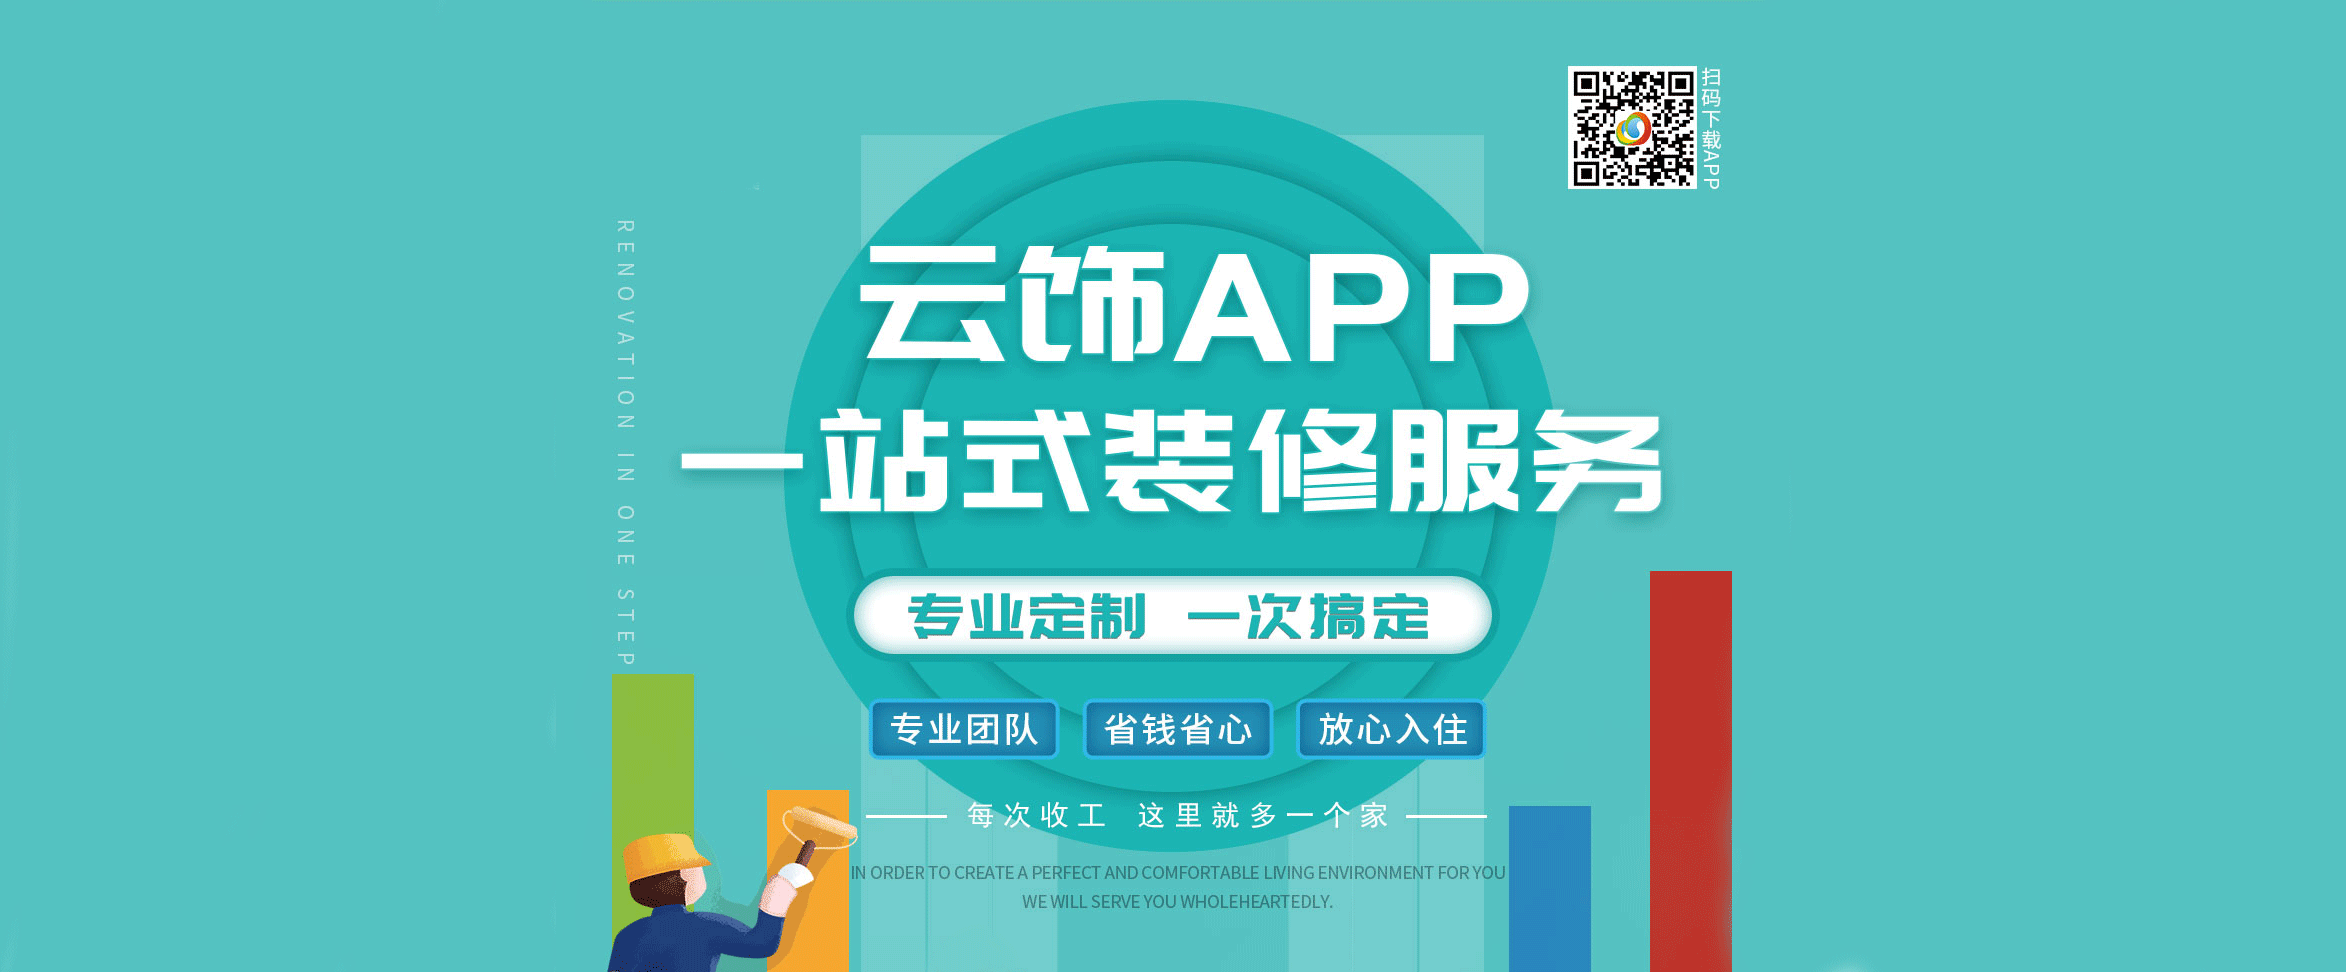 扫码下载APP
RENOVATION IN ONE STEP
云饰APP
一站式装修服务
专业定制 一次搞定
专业团队 省钱省心 放心入住
每次收工 这里就多一个家
IN ORDER TO CREATE A PERFECT AND COMFORTABLE LIVING ENVIRONMENT FOR YOU
WE WILL SERVE YOU WHOLEHEARTEDLY.